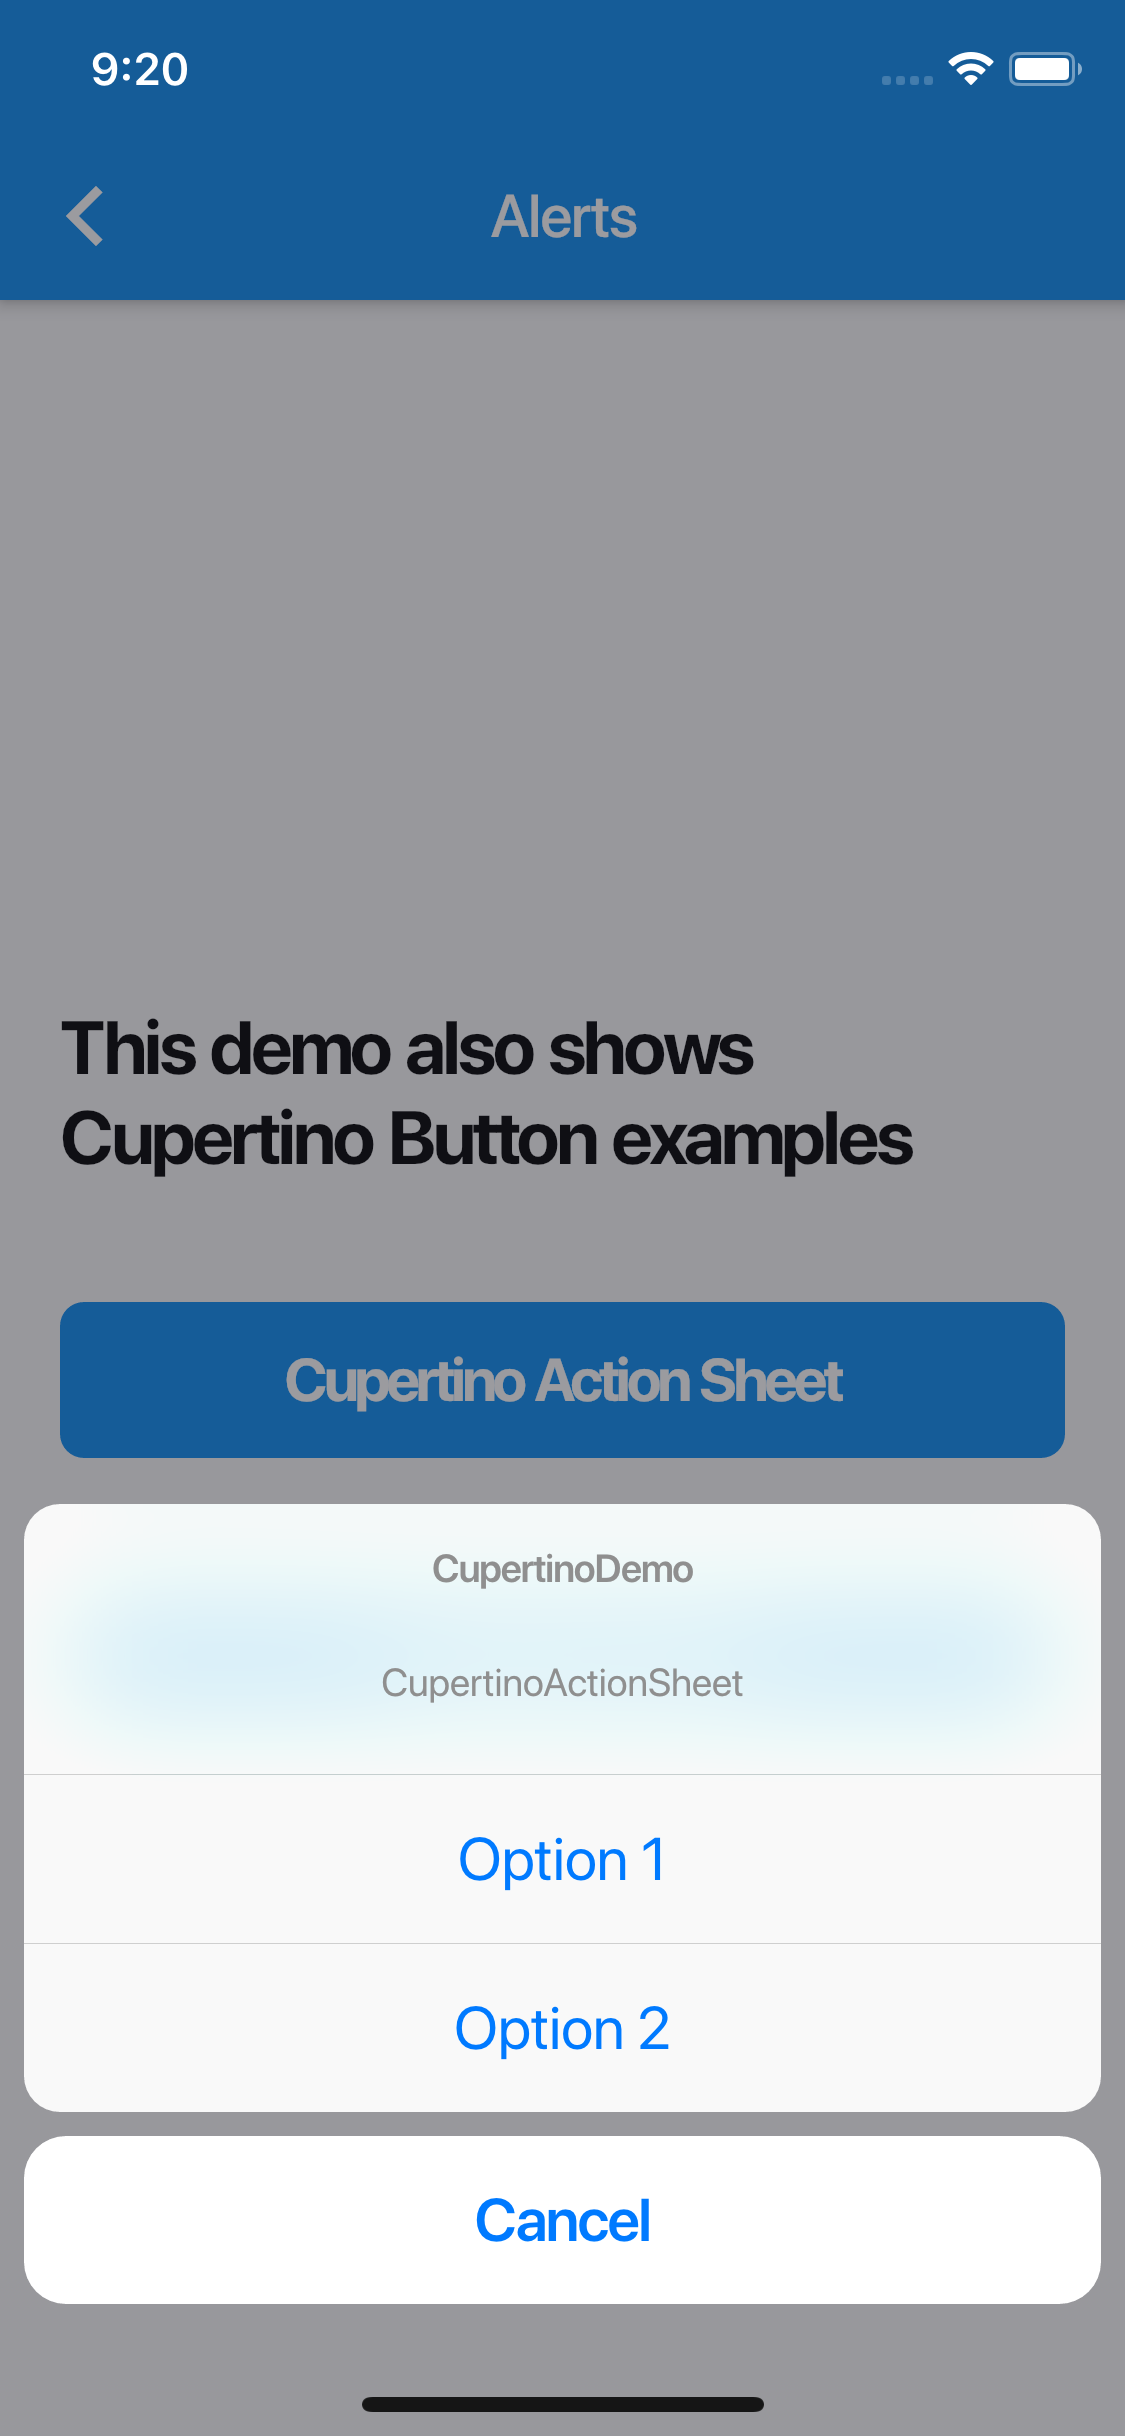 9:20
Alerts
This demo also shows
Cupertino Button examples
Cupertino Action Sheet
CupertinoDemo
CupertinoActionSheet
Option 1
Option 2
Cancel